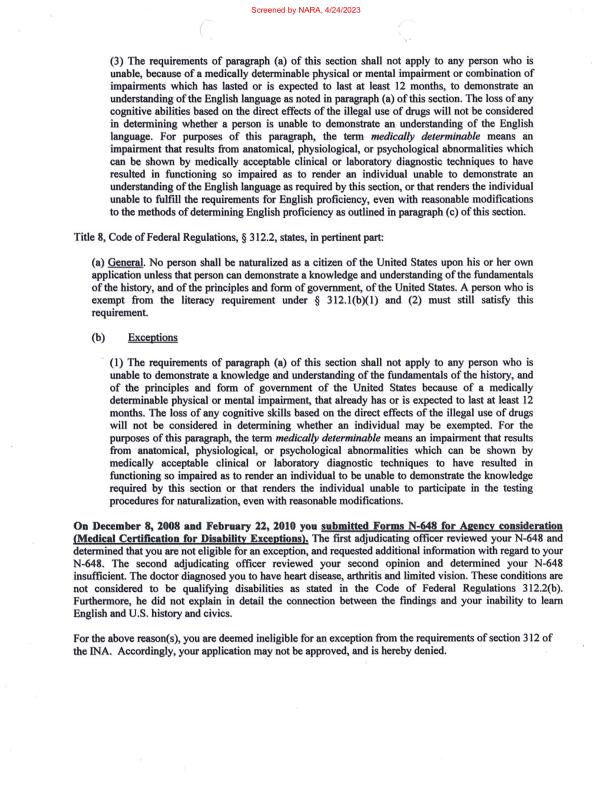 Screened by NARA, 4/24/2023
(3) The requirements of paragraph (a) of this section shall not apply to any person who is
unable, because of a medically determinable physical or mental impairment or combination of
impairments which has lasted or is expected to last at least 12 months, to demonstrate an
understanding of the English language as noted in paragraph (a) of this section. The loss of any
cognitive abilities based on the direct effects of the illegal use of drugs will not be considered
in determining whether a person is unable to demonstrate an understanding of the English
language. For purposes of this paragraph, the term medically determinable means an
impairment that results from anatomical, physiological, or psychological abnormalities which
can be shown by medically acceptable clinical or laboratory diagnostic techniques to have
resulted in functioning so impaired as to render an individual unable to demonstrate an
understanding of the English language as required by this section, or that renders the individual
unable to fulfill the requirements for English proficiency, even with reasonable modifications
to the methods of determining English proficiency as outlined in paragraph (c) of this section.
Title 8, Code of Federal Regulations, § 312.2, states, in pertinent part:
(a) General. No person shall be naturalized as a citizen of the United States upon his or her own
application unless that person can demonstrate a knowledge and understanding of the fundamentals
of the history, and of the principles and form of government, of the United States. A person who is
exempt from the literacy requirement under § 312.1(b)(1) and (2) must still satisfy this
requirement.
(b) Exceptions
(1) The requirements of paragraph (a) of this section shall not apply to any person who is
unable to demonstrate a knowledge and understanding of the fundamentals of the history, and
of the principles and form of government of the United States because of a medically
determinable physical or mental impairment, that already has or is expected to last at least 12
months. The loss of any cognitive skills based on the direct effects of the illegal use of drugs
will not be considered in determining whether an individual may be exempted. For the
purposes of this paragraph, the term medically determinable means an impairment that results
from anatomical, physiological, or psychological abnormalities which can be shown by
medically acceptable clinical or laboratory diagnostic techniques to have resulted in
functioning so impaired as to render an individual to be unable to demonstrate the knowledge
required by this section or that renders the individual unable to participate in the testing
procedures for naturalization, even with reasonable modifications.
On December 8, 2008 and February 22, 2010 you submitted Forms N-648 for Agency consideration
(Medical Certification for Disability Exceptions). The first adjudicating officer reviewed your N-648 and
determined that you are not eligible for an exception, and requested additional information with regard to your
N-648. The second adjudicating officer reviewed your second opinion and determined your N-648
insufficient. The doctor diagnosed you to have heart disease, arthritis and limited vision. These conditions are
not considered to be qualifying disabilities as stated in the Code of Federal Regulations 312.2(b).
Furthermore, he did not explain in detail the connection between the findings and your inability to learn
English and U.S. history and civics.
For the above reason(s), you are deemed ineligible for an exception from the requirements of section 312 of
the INA. Accordingly, your application may not be approved, and is hereby denied.